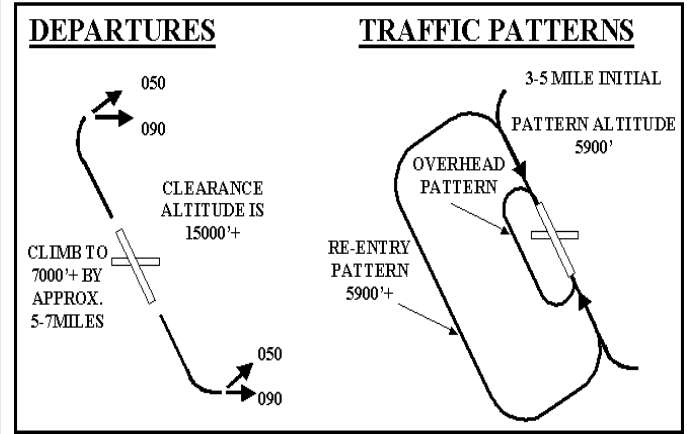 DEPARTURES
050
090
CLEARANCE
ALTITUDE IS
15000'+
CLIMB TO
7000'+ BY
APPROX.
5-7MILES
050
090
TRAFFIC PATTERNS
3-5 MILE INITIAL
PATTERN ALTITUDE
5900'
OVERHEAD
PATTERN
RE-ENTRY
PATTERN
5900'+